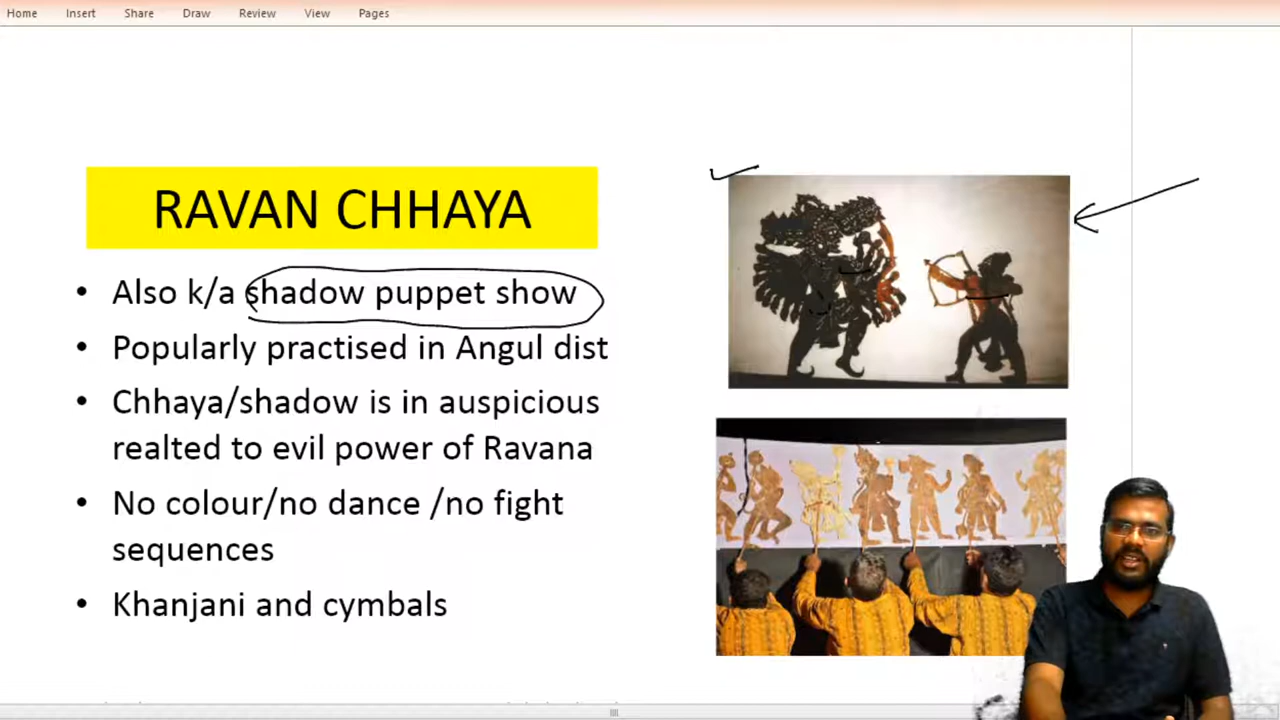 Home Insert Share Draw Review View Pages
RAVAN CHHAYA
• Also k/a shadow puppet show
• Popularly practised in Angul dist
• Chhaya/shadow is in auspicious
realted to evil power of Ravana
• No colour/no dance /no fight
sequences
• Khanjani and cymbals